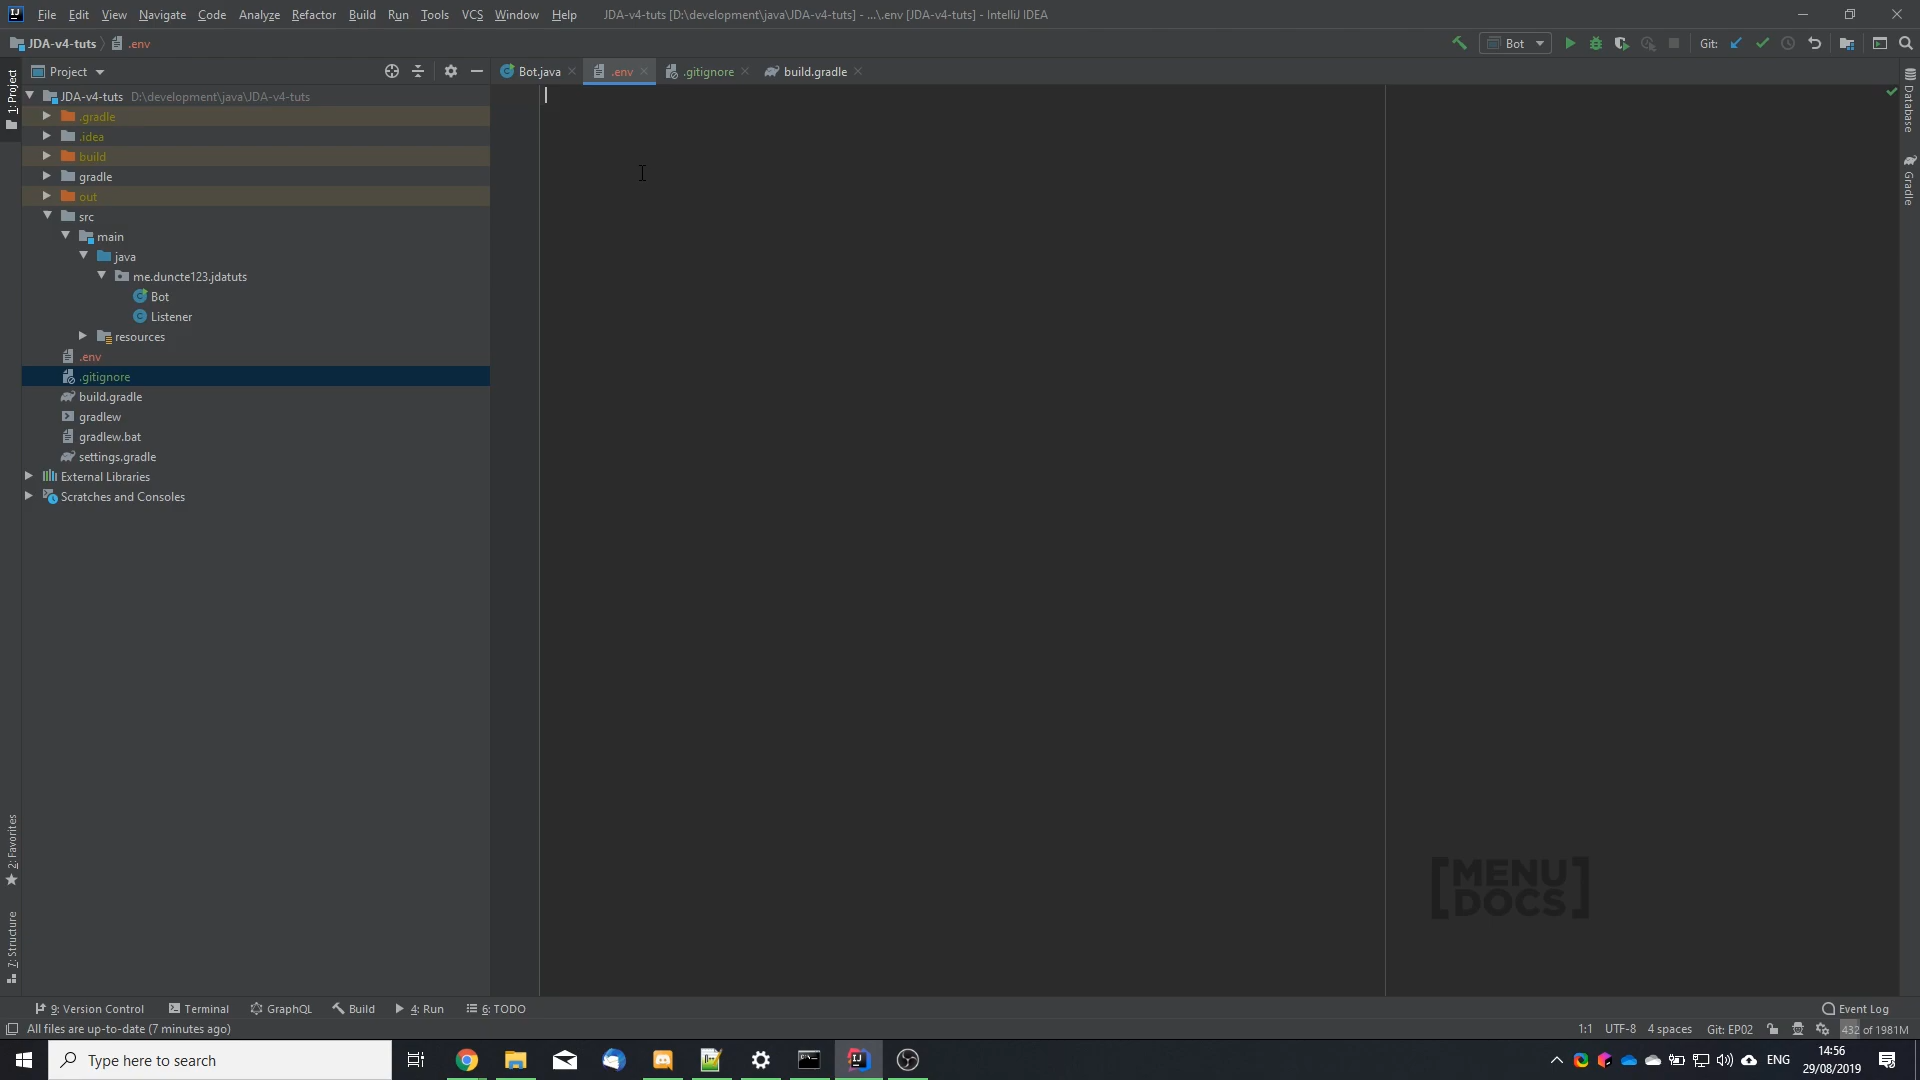 File Edit View Navigate Code Analyze Refactor Build Run Tools VCS Window Help JDA-v4-tuts [D:\development\java\JDA-v4-tuts] - ...\.env [JDA-v4-tuts] - IntelliJ IDEA
JDA-v4-tuts .env
Bot Git:
Project
Bot.java .env .gitignore build.gradle
1: Project
JDA-v4-tuts D:\development\java\JDA-v4-tuts
.gradle
.idea
build
gradle
out
src
main
java
me.duncte123.jdatuts
Bot
Listener
resources
.env
.gitignore
build.gradle
gradlew
gradlew.bat
settings.gradle
External Libraries
Scratches and Consoles
Database
Gradle
2: Favorites
7: Structure
[MENU
DOCS]
9: Version Control Terminal GraphQL Build 4: Run 6: TODO Event Log
All files are up-to-date (7 minutes ago) 1:1 UTF-8 4 spaces Git: EP02 432 of 1981M
Type here to search
ENG
14:56
29/08/2019